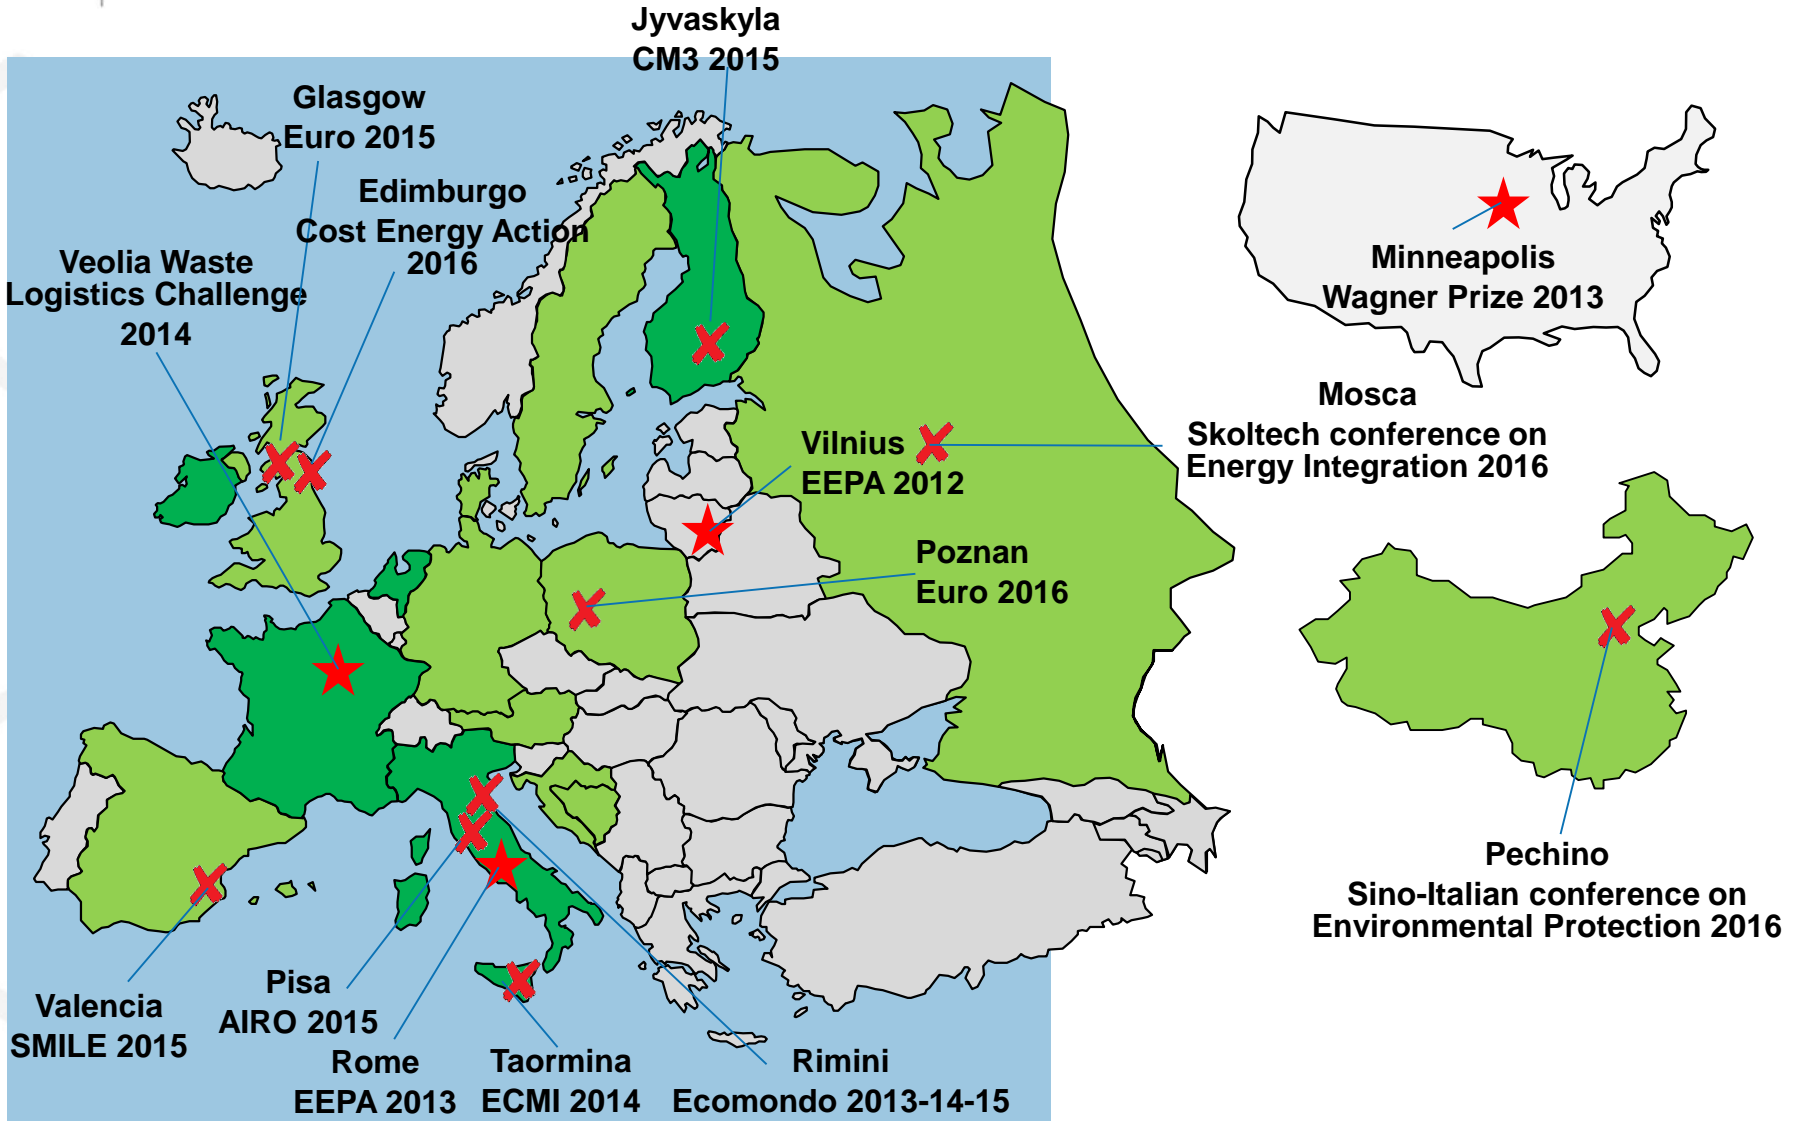 Jyvaskyla
CM3 2015
Glasgow
Euro 2015
Edimburgo
Cost Energy Action
2016
Veolia Waste
Logistics Challenge
2014
Minneapolis
Wagner Prize 2013
Mosca
Skoltech conference on
Energy Integration 2016
Vilnius
EEPA 2012
Poznan
Euro 2016
Pechino
Sino-Italian conference on
Environmental Protection 2016
Valencia
SMILE 2015
Pisa
AIRO 2015
Rome
EEPA 2013
Taormina
ECMI 2014
Rimini
Ecomondo 2013-14-15